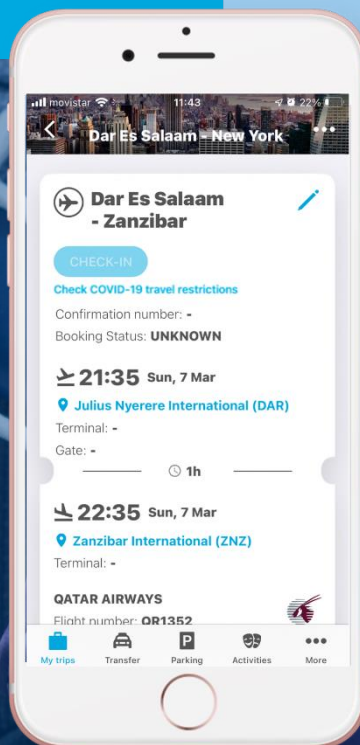 movistar 11:43 22%
Dar Es Salaam - New York
Dar Es Salaam
- Zanzibar
CHECK-IN
Check COVID-19 travel restrictions
Confirmation number: -
Booking Status: UNKNOWN
21:35 Sun, 7 Mar
Julius Nyerere International (DAR)
Terminal: -
Gate: -
1h
22:35 Sun, 7 Mar
Zanzibar International (ZNZ)
Terminal: -
QATAR AIRWAYS
Flight number: QR1352
P
My trips Transfer Parking Activities More